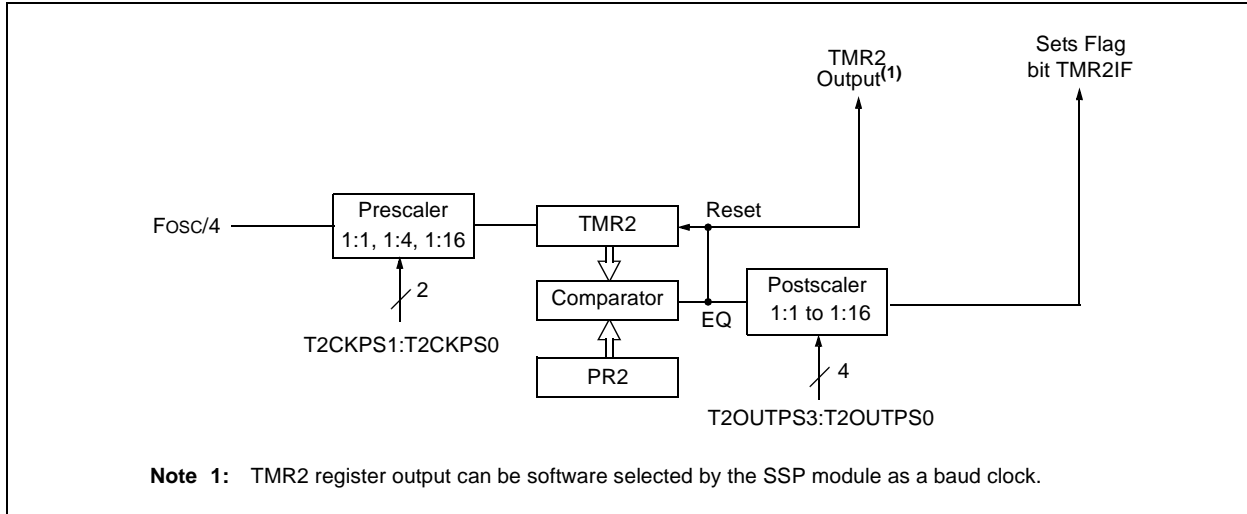 TMR2
Output(1)
Sets Flag
bit TMR2IF
FOSC/4
Prescaler
1:1, 1:4, 1:16
2
T2CKPS1:T2CKPS0
TMR2
Reset
Comparator
EQ
PR2
Postscaler
1:1 to 1:16
4
T2OUTPS3:T2OUTPS0
Note 1: TMR2 register output can be software selected by the SSP module as a baud clock.